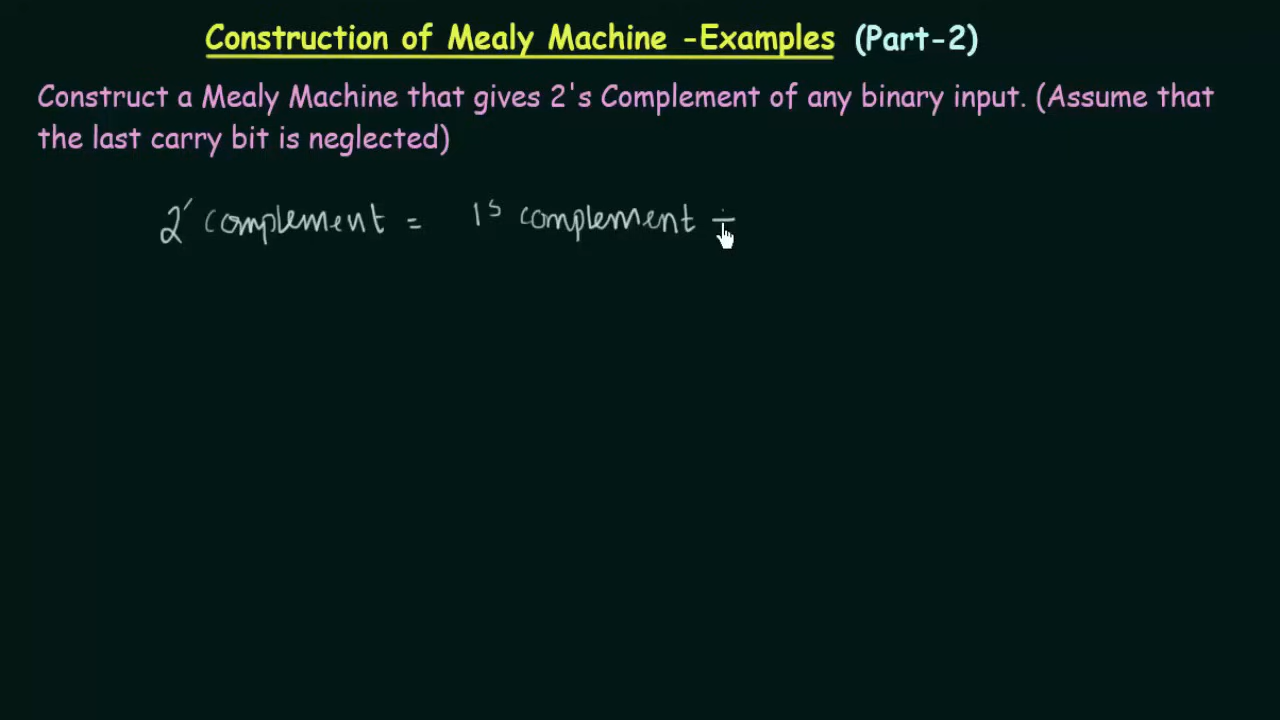 Construction of Mealy Machine -Examples (Part-2)
Construct a Mealy Machine that gives 2's Complement of any binary input. (Assume that
the last carry bit is neglected)
2' complement = 1s complement